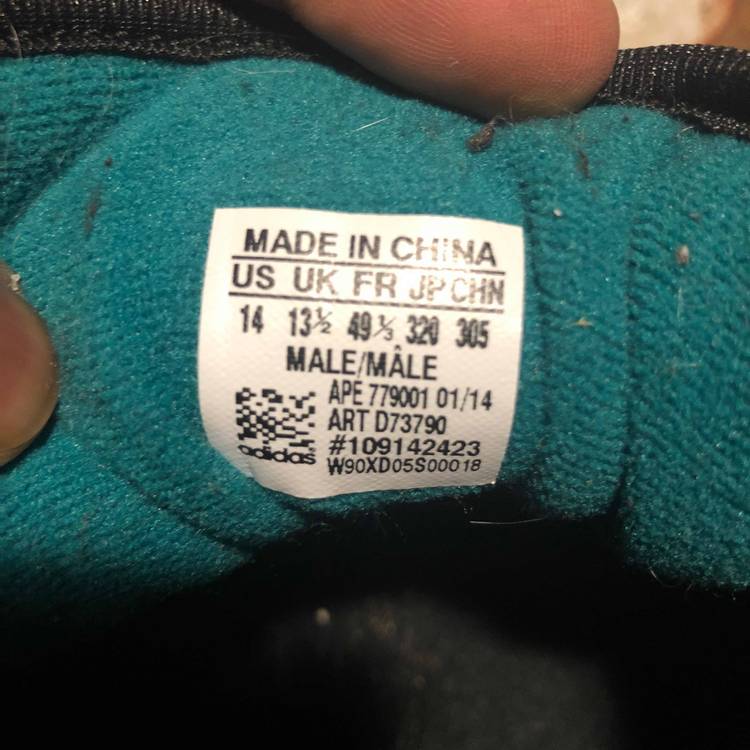 MADE IN CHINA
US UK FR JP CHN
14 13½ 49⅓ 320 305
MALE/MÂLE
APE 779001 01/14
ART D73790
#109142423
adidas
W90XD05S00018